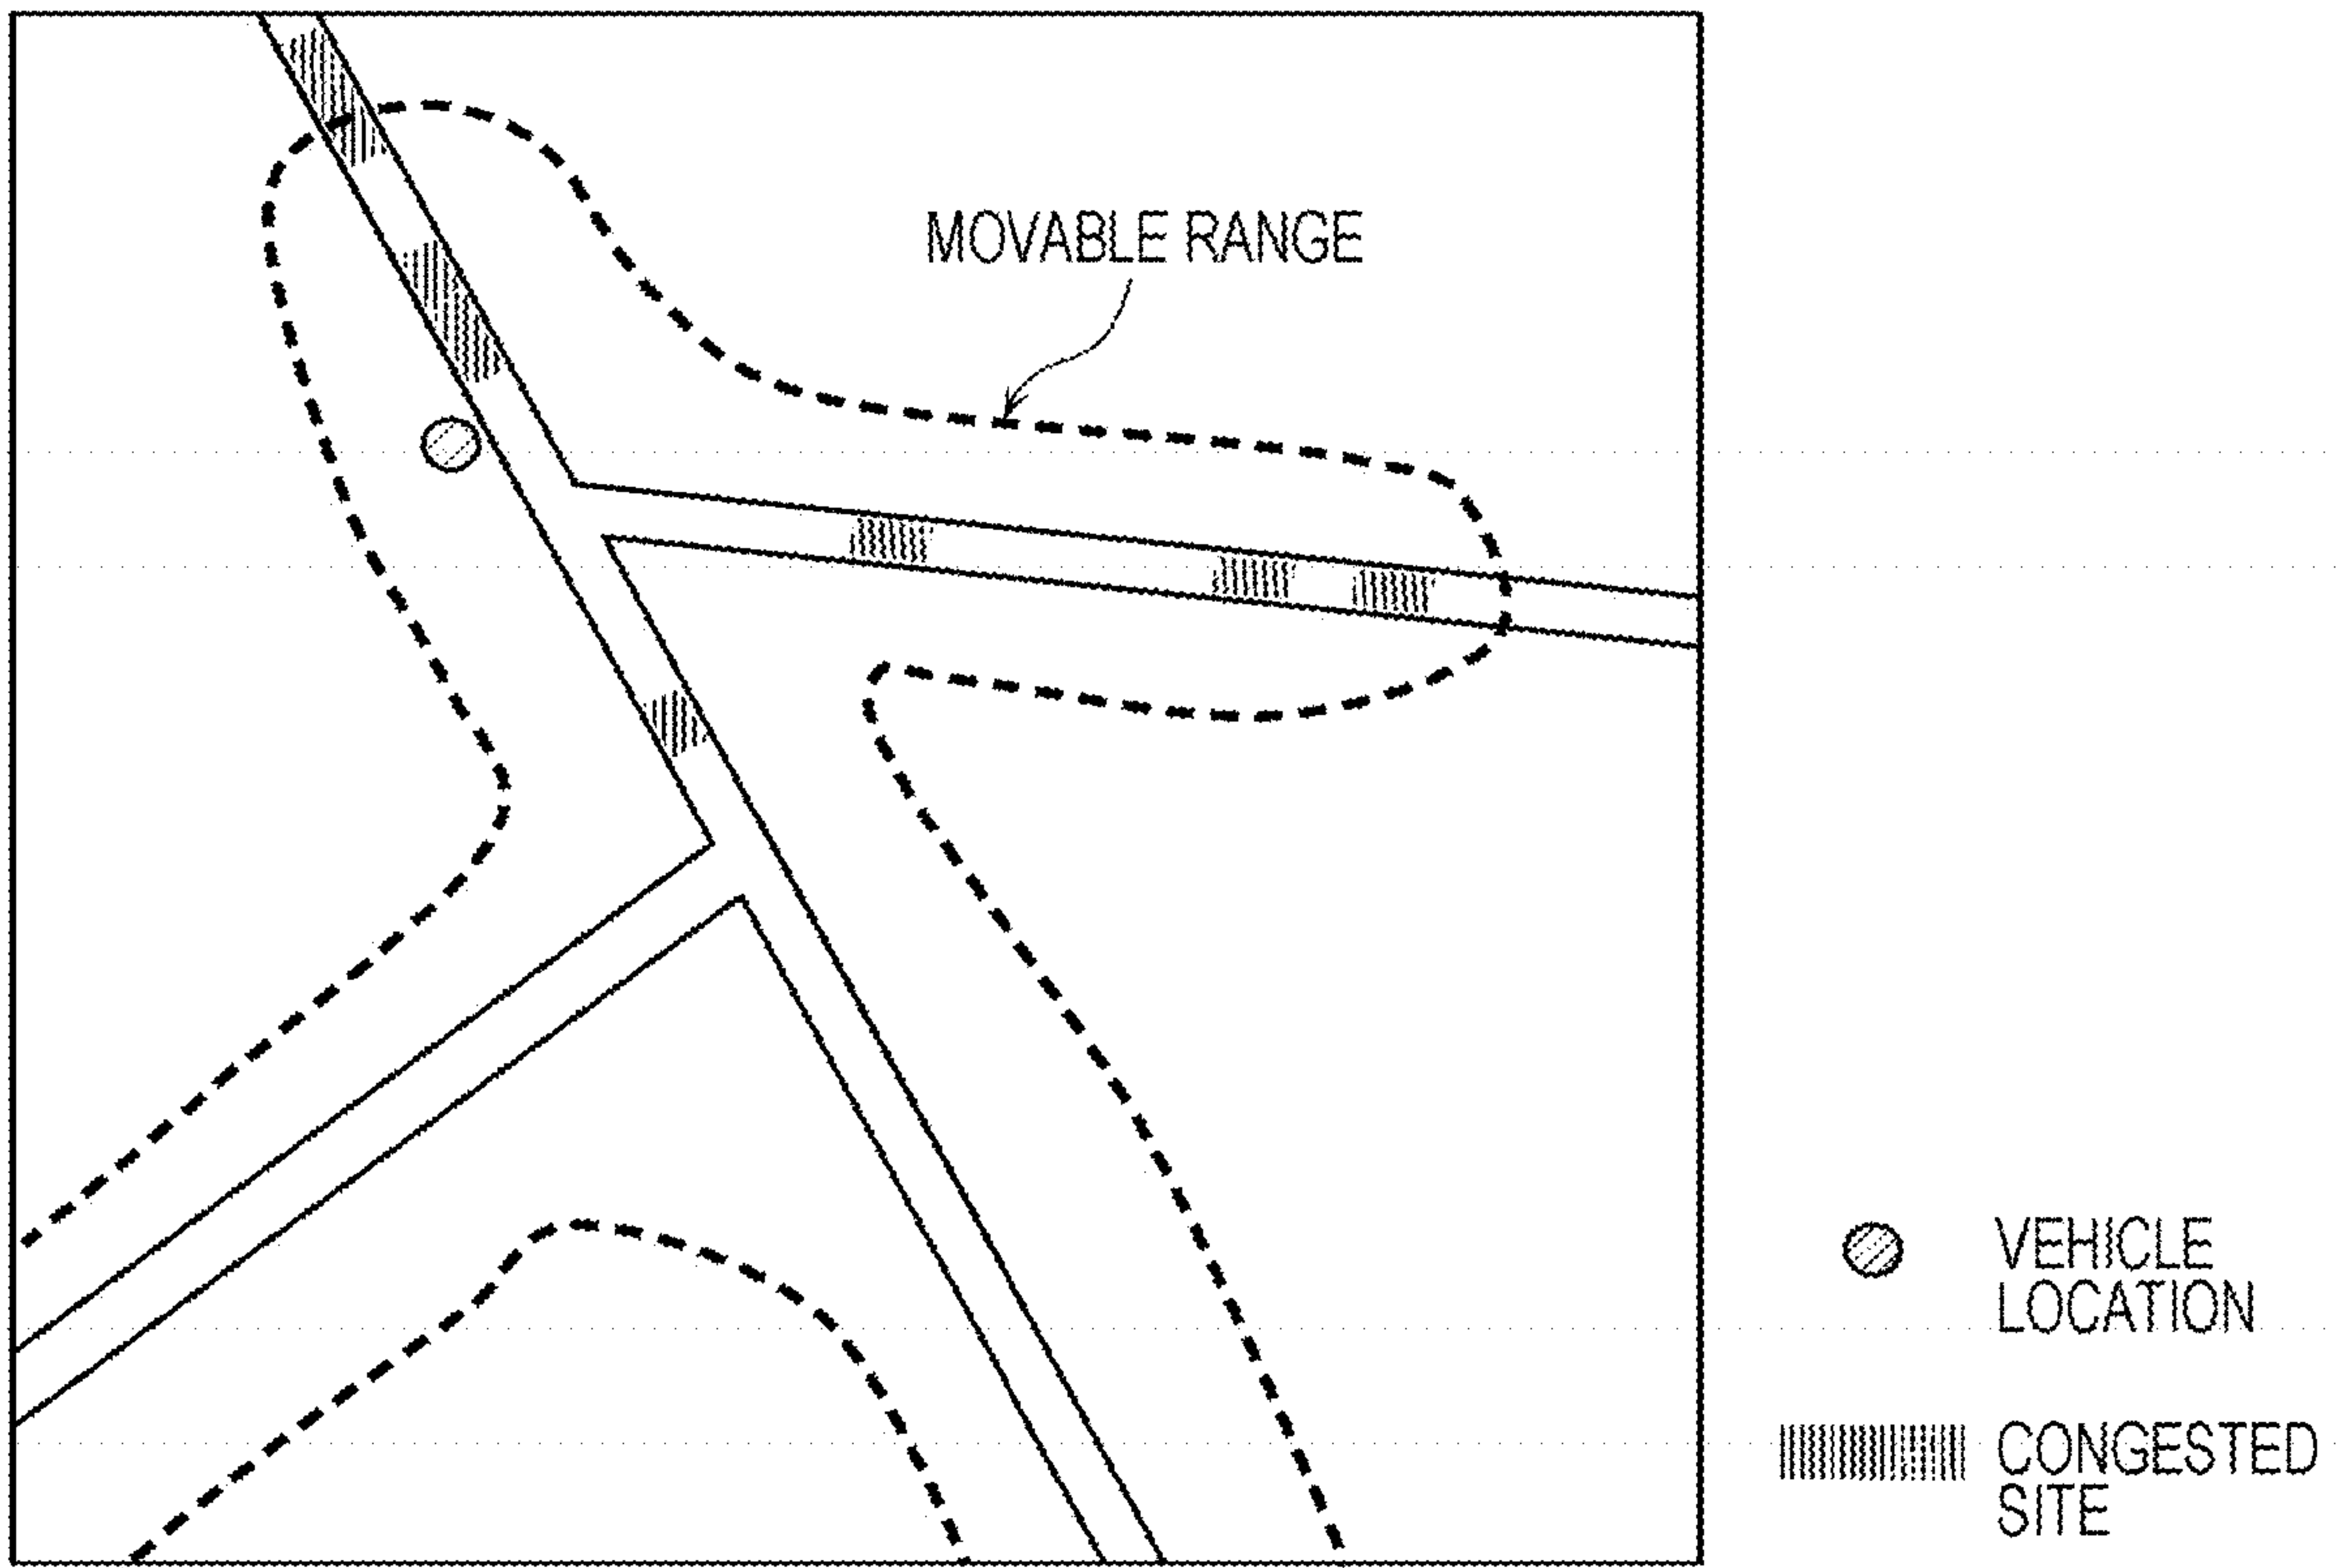 MOVABLE RANGE
VEHICLE
LOCATION
CONGESTED
SITE